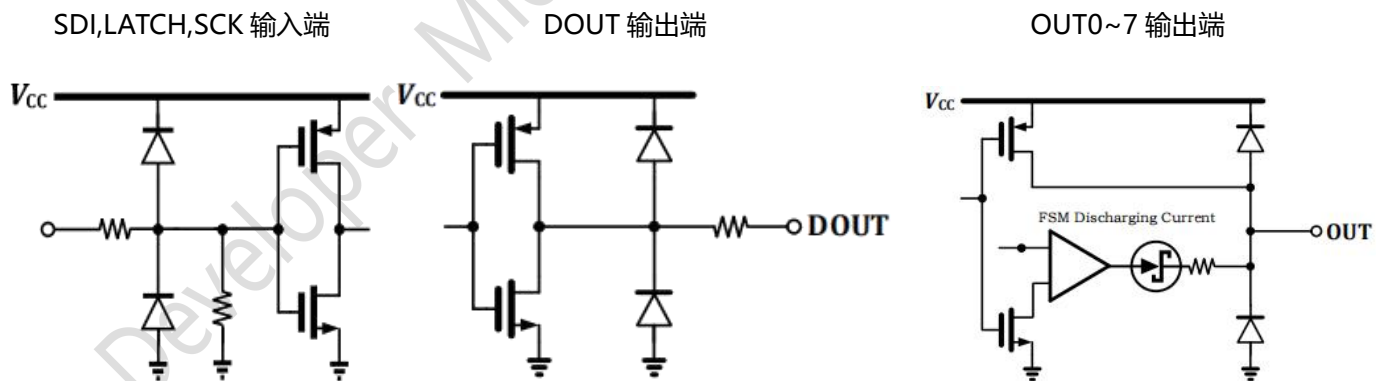 SDI,LATCH,SCK 输入端
DOUT 输出端
OUT0~7 输出端
VCC
VCC
VCC
FSM Discharging Current
DOUT
OUT
Developer